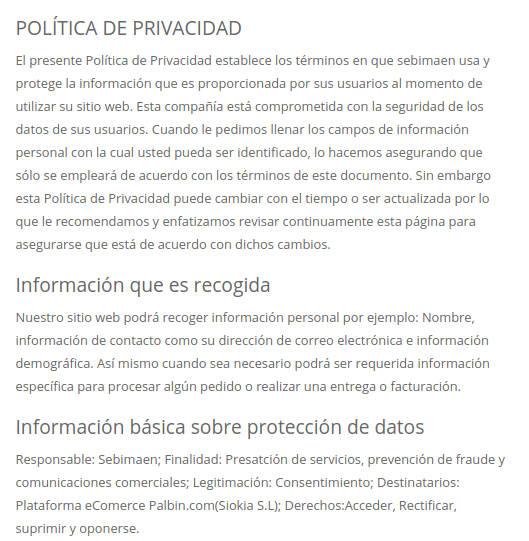 POLÍTICA DE PRIVACIDAD
El presente Política de Privacidad establece los términos en que sebimaen usa y
protege la información que es proporcionada por sus usuarios al momento de
utilizar su sitio web. Esta compañía está comprometida con la seguridad de los
datos de sus usuarios. Cuando le pedimos llenar los campos de información
personal con la cual usted pueda ser identificado, lo hacemos asegurando que
sólo se empleará de acuerdo con los términos de este documento. Sin embargo
esta Política de Privacidad puede cambiar con el tiempo o ser actualizada por lo
que le recomendamos y enfatizamos revisar continuamente esta página para
asegurarse que está de acuerdo con dichos cambios.
Información que es recogida
Nuestro sitio web podrá recoger información personal por ejemplo: Nombre,
información de contacto como su dirección de correo electrónica e información
demográfica. Así mismo cuando sea necesario podrá ser requerida información
específica para procesar algún pedido o realizar una entrega o facturación.
Información básica sobre protección de datos
Responsable: Sebimaen; Finalidad: Presatción de servicios, prevención de fraude y
comunicaciones comerciales; Legitimación: Consentimiento; Destinatarios:
Plataforma eComerce Palbin.com(Siokia S.L); Derechos:Acceder, Rectificar,
suprimir y oponerse.